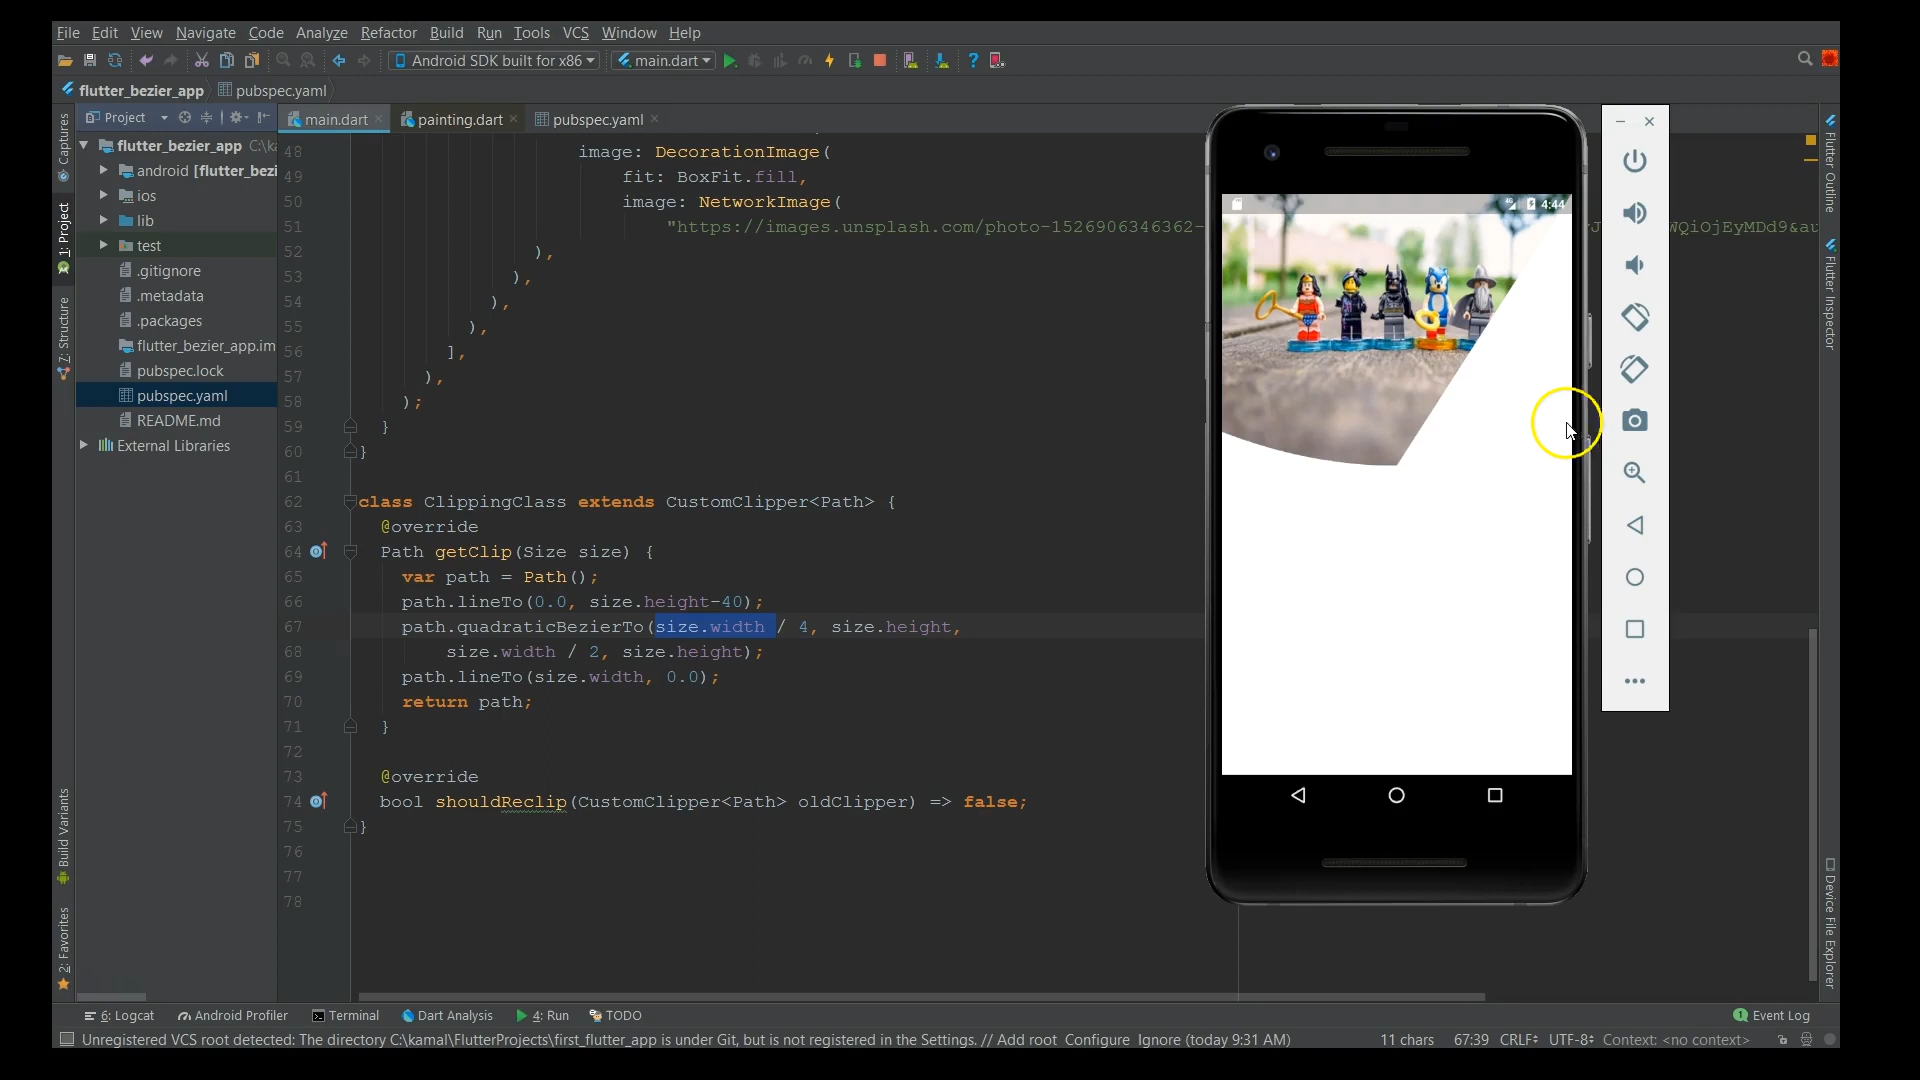 File Edit View Navigate Code Analyze Refactor Build Run Tools VCS Window Help
Android SDK built for x86 main.dart
flutter_bezier_app pubspec.yaml
Project
main.dart painting.dart pubspec.yaml
Captures
1: Project
7: Structure
Build Variants
2: Favorites
flutter_bezier_app C:\ka
android [flutter_bezi
ios
lib
test
.gitignore
.metadata
.packages
flutter_bezier_app.im
pubspec.lock
pubspec.yaml
README.md
External Libraries
48 image: DecorationImage(
49 fit: BoxFit.fill,
50 image: NetworkImage(
51 "https://images.unsplash.com/photo-1526906346362- WQiOjEyMDd9&au
52 ),
53 ),
54 ),
55 ),
56 ],
57 ),
58 );
59 }
60 }
61
62 class ClippingClass extends CustomClipper<Path> {
63 @override
64 Path getClip(Size size) {
65 var path = Path();
66 path.lineTo(0.0, size.height-40);
67 path.quadraticBezierTo(size.width / 4, size.height,
68 size.width / 2, size.height);
69 path.lineTo(size.width, 0.0);
70 return path;
71 }
72
73 @override
74 bool shouldReclip(CustomClipper<Path> oldClipper) => false;
75 }
76
77
78
4:44
Flutter Outline
Flutter Inspector
Device File Explorer
6: Logcat Android Profiler Terminal Dart Analysis 4: Run TODO 1 Event Log
Unregistered VCS root detected: The directory C:\kamal\FlutterProjects\first_flutter_app is under Git, but is not registered in the Settings. // Add root Configure Ignore (today 9:31 AM) 11 chars 67:39 CRLF UTF-8 Context: <no context>